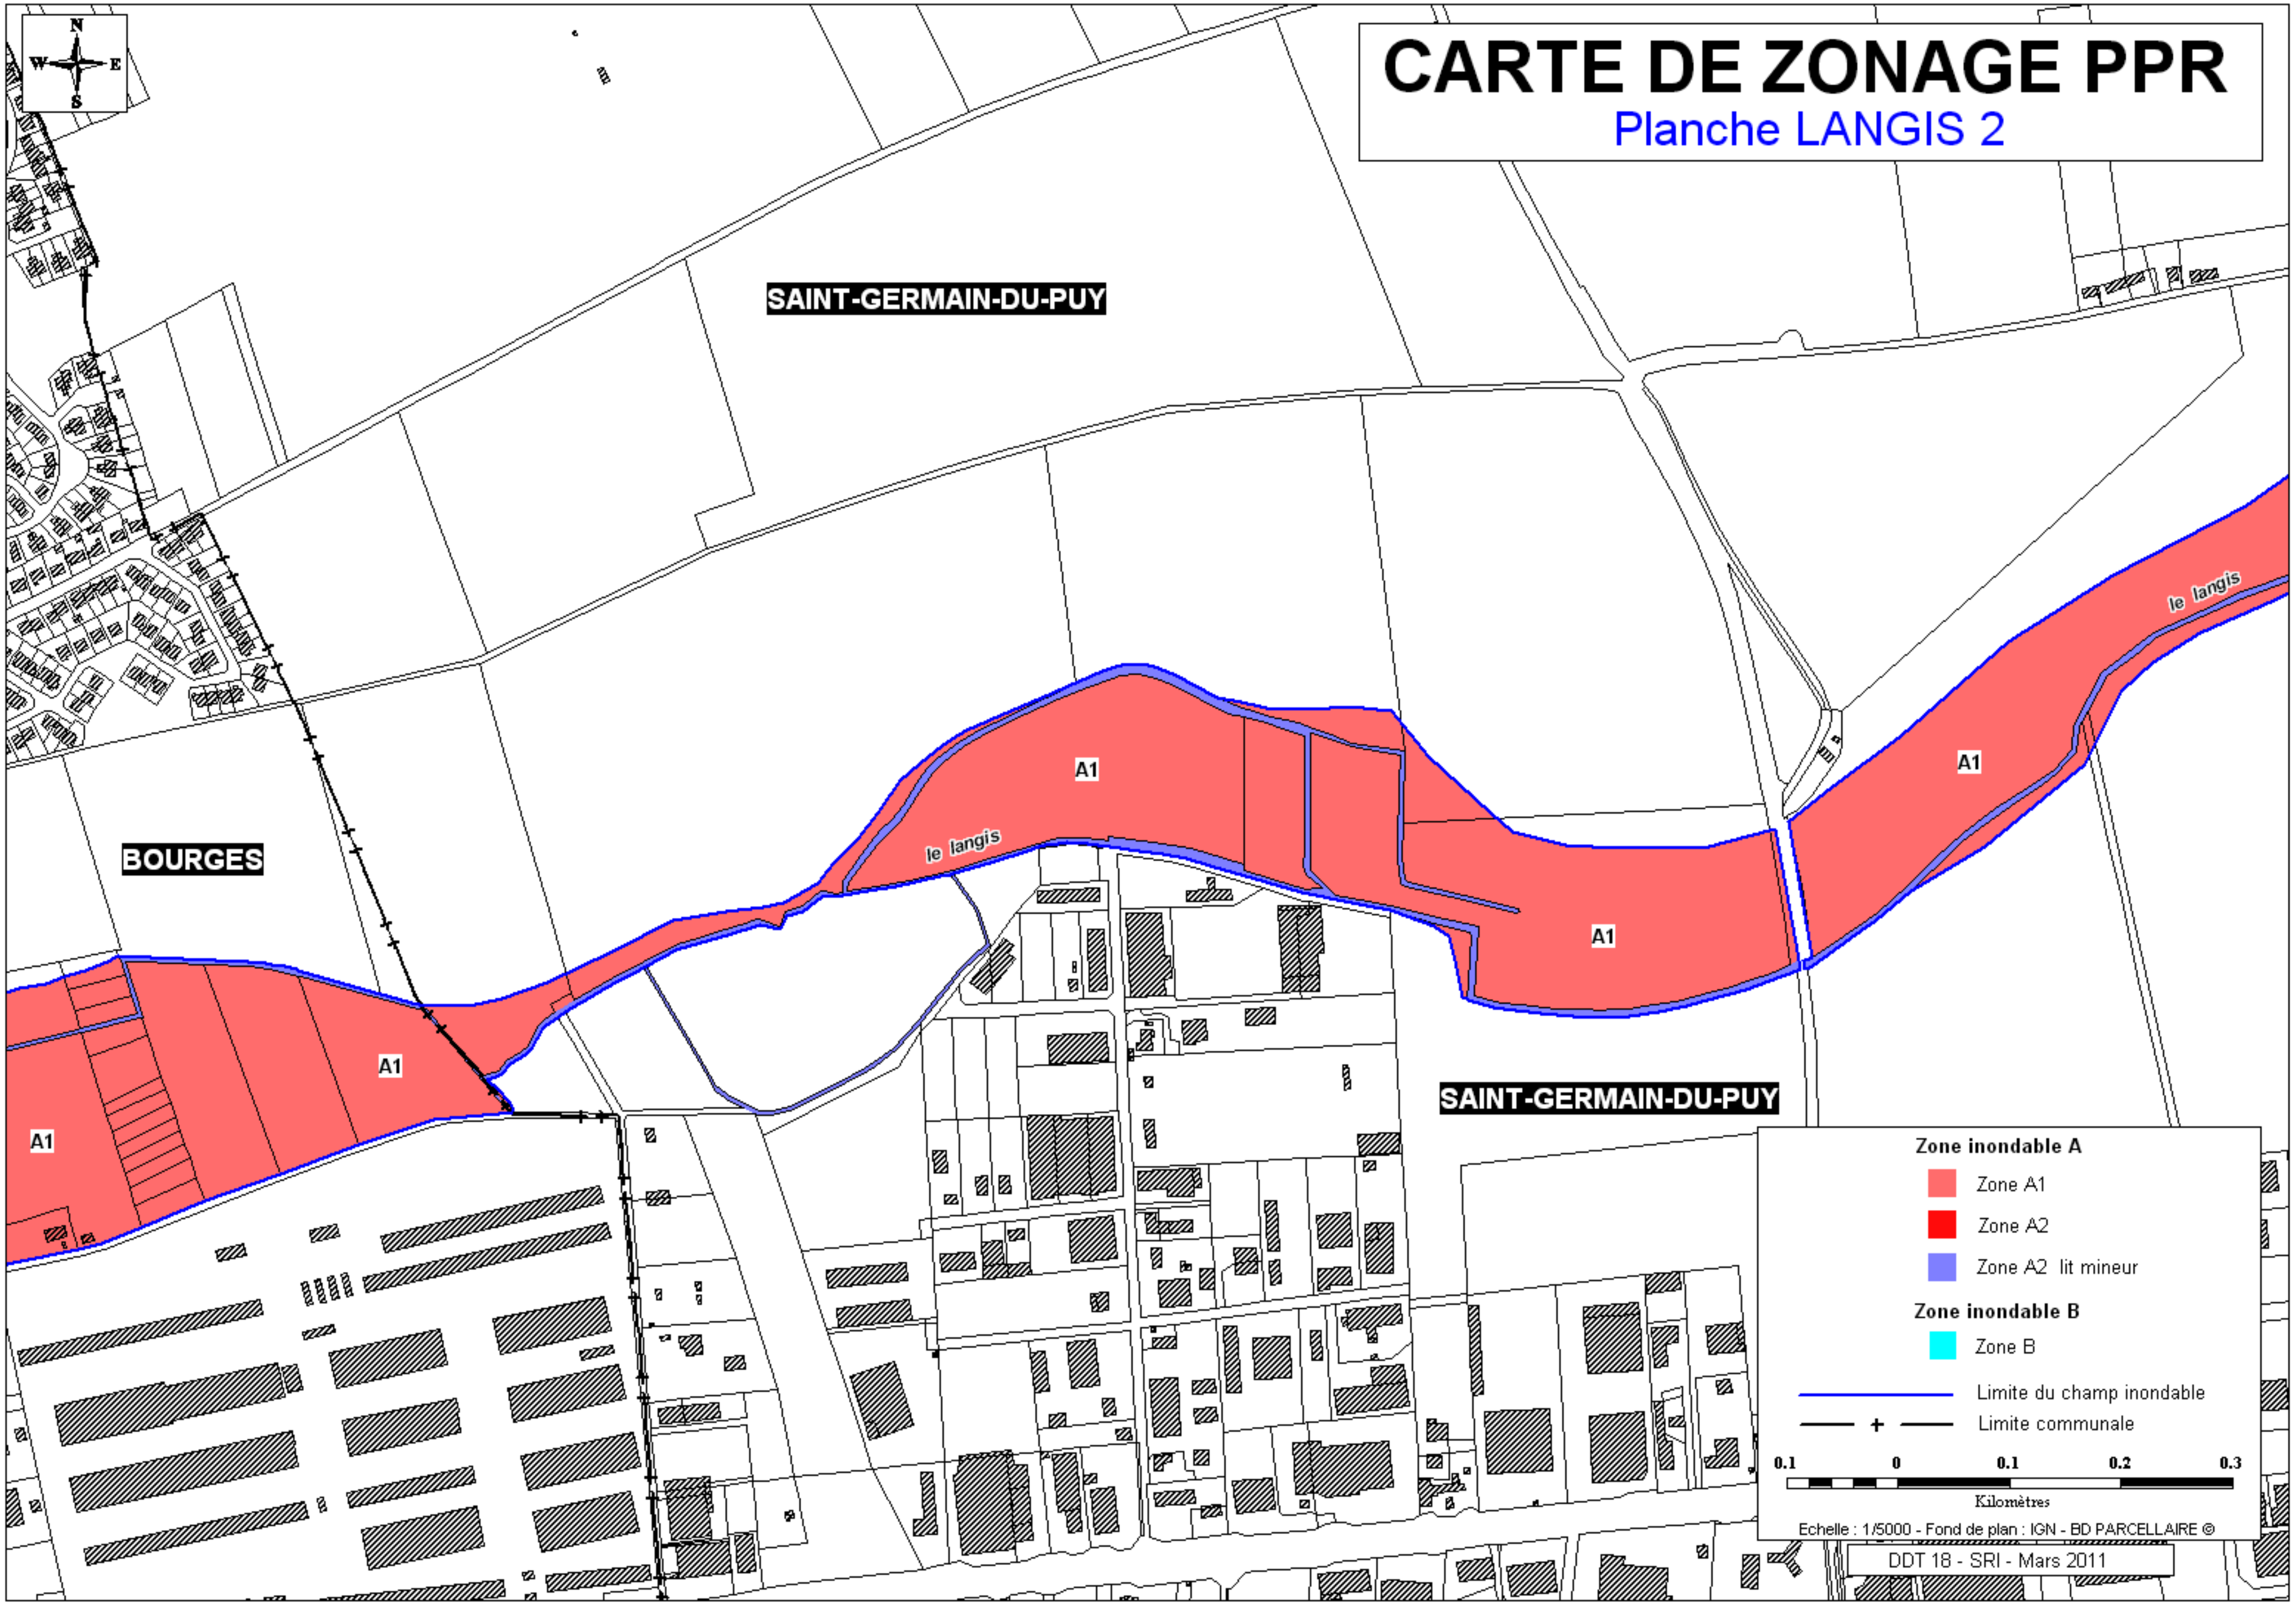 N
W E
S
CARTE DE ZONAGE PPR
Planche LANGIS 2
SAINT-GERMAIN-DU-PUY
le langis
A1
A1
le langis
BOURGES
A1
A1
A1
SAINT-GERMAIN-DU-PUY
Zone inondable A
Zone A1
Zone A2
Zone A2 lit mineur
Zone inondable B
Zone B
Limite du champ inondable
Limite communale
0.1 0 0.1 0.2 0.3
Kilomètres
Echelle : 1/5000 - Fond de plan : IGN - BD PARCELLAIRE ©
DDT 18 - SRI - Mars 2011